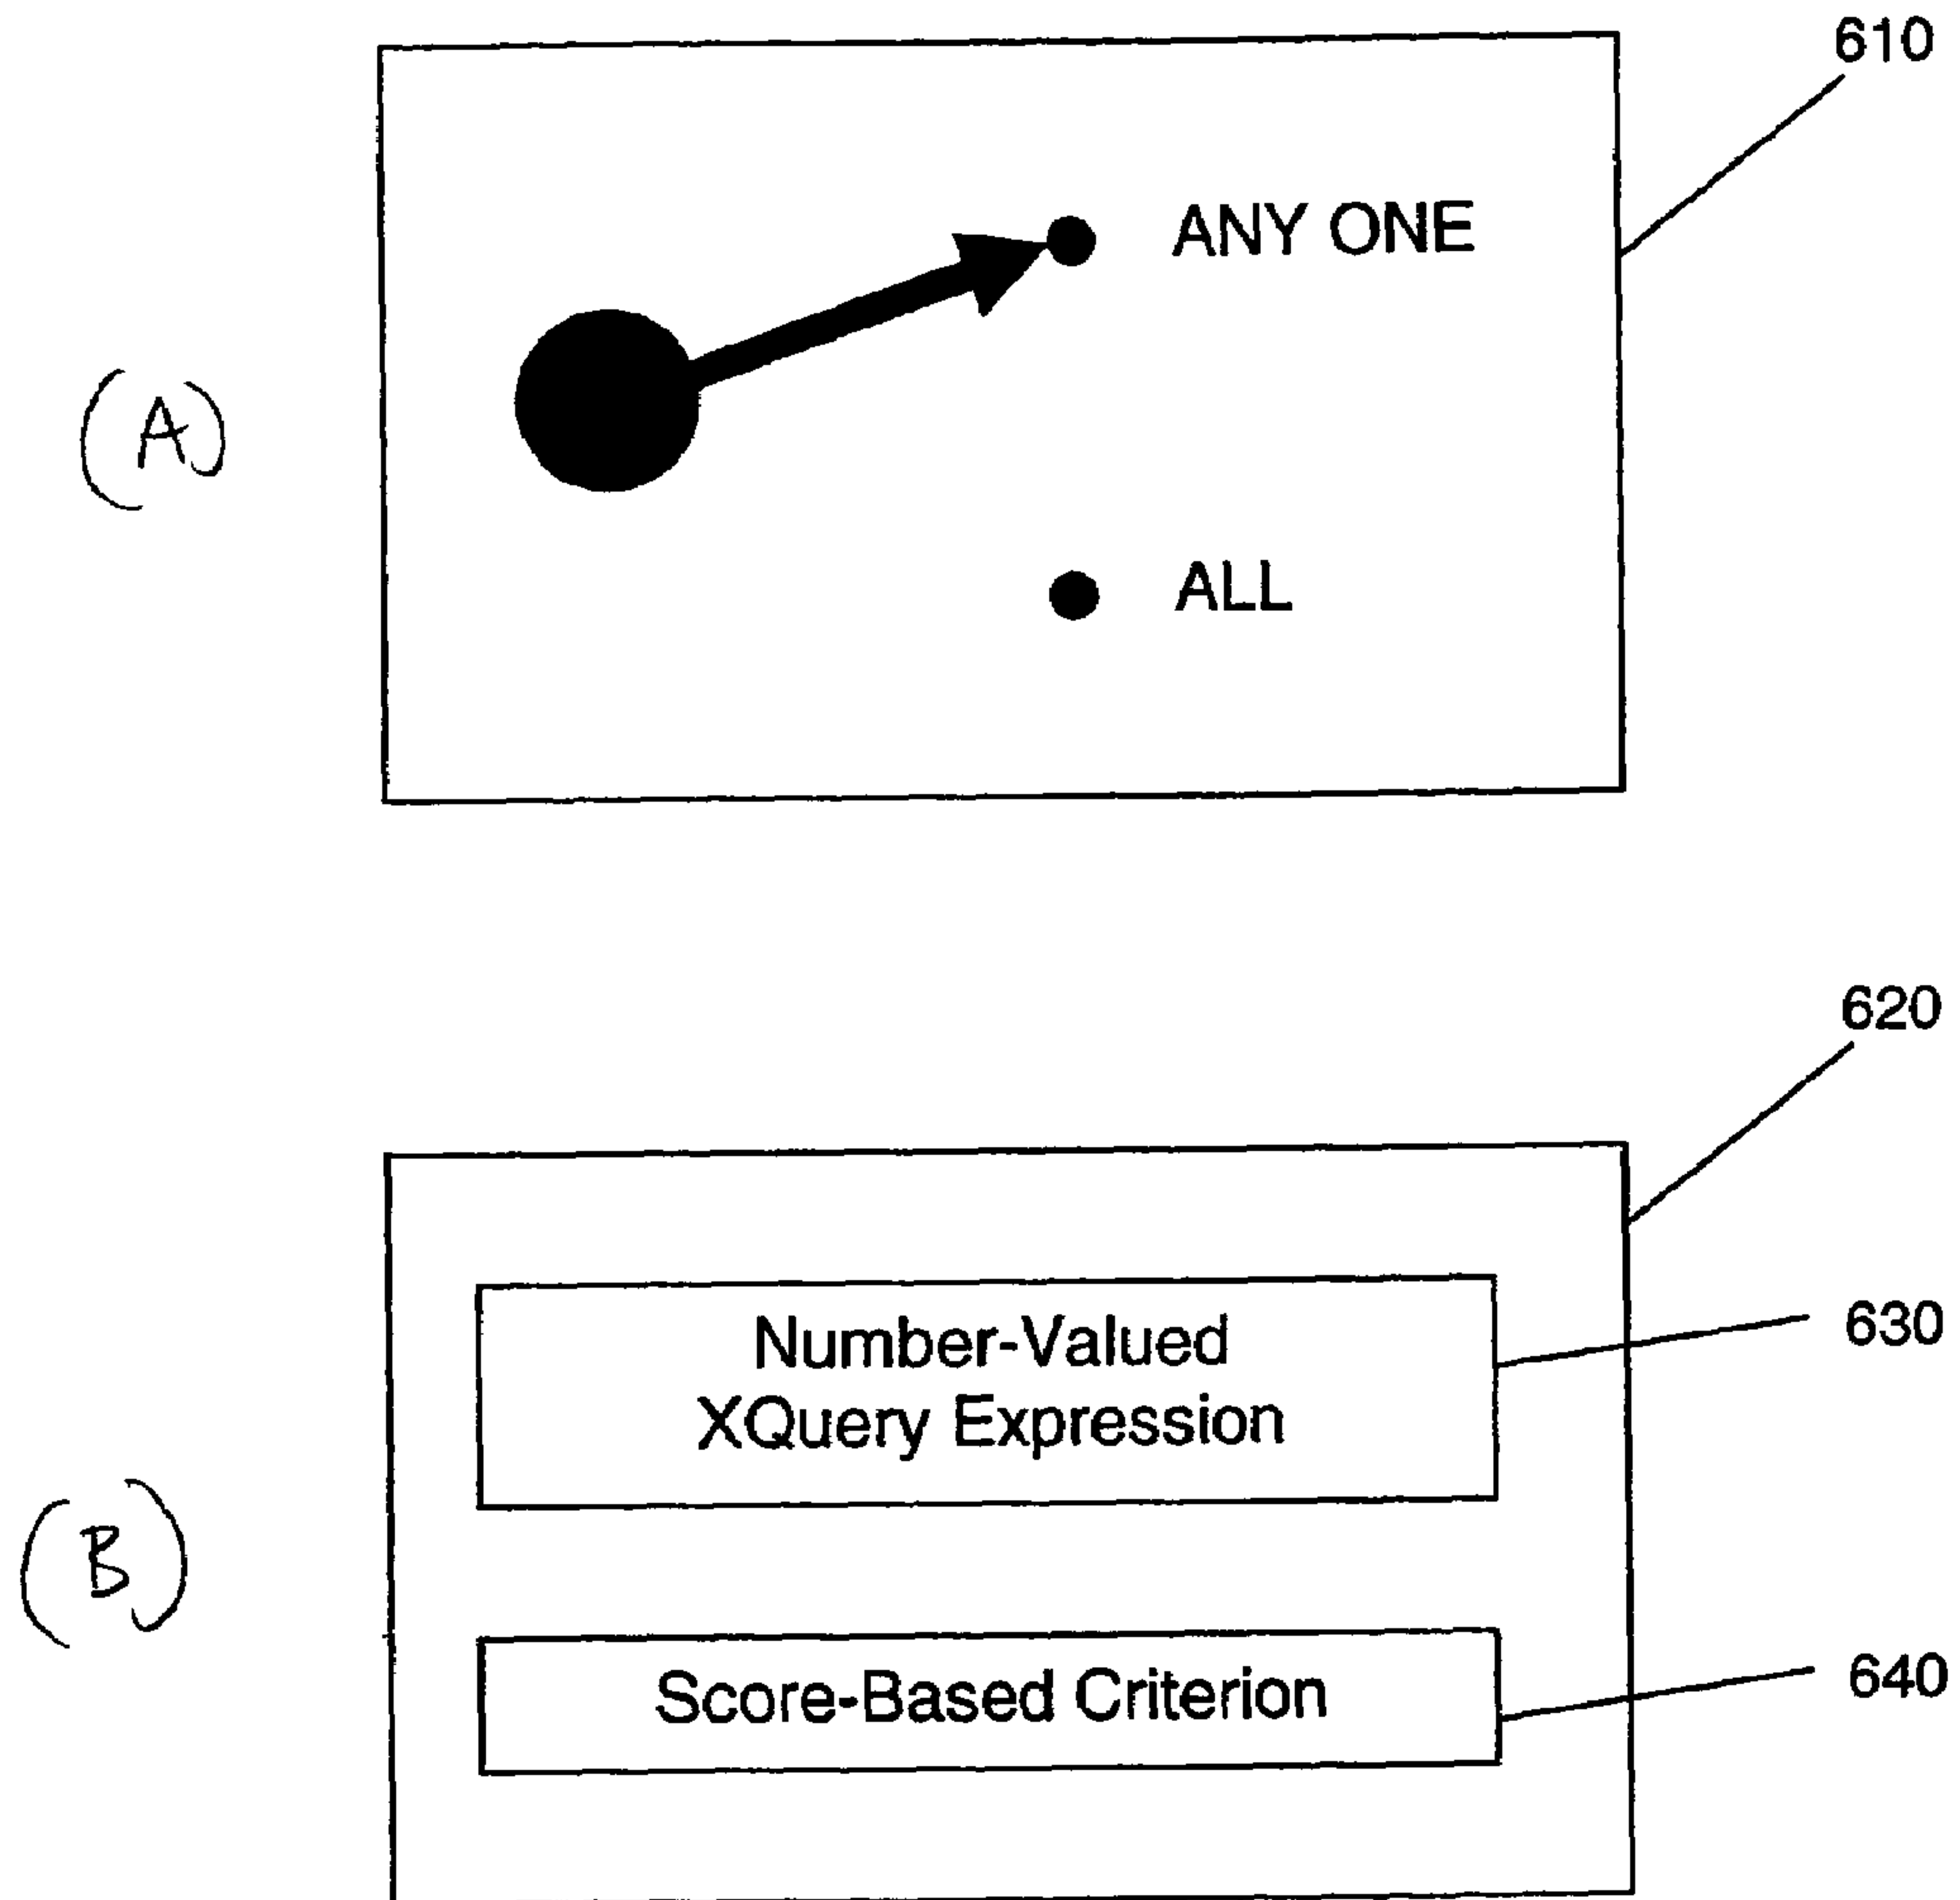 610
ANY ONE
(A)
ALL
620
Number-Valued
XQuery Expression
630
(B)
Score-Based Criterion
640